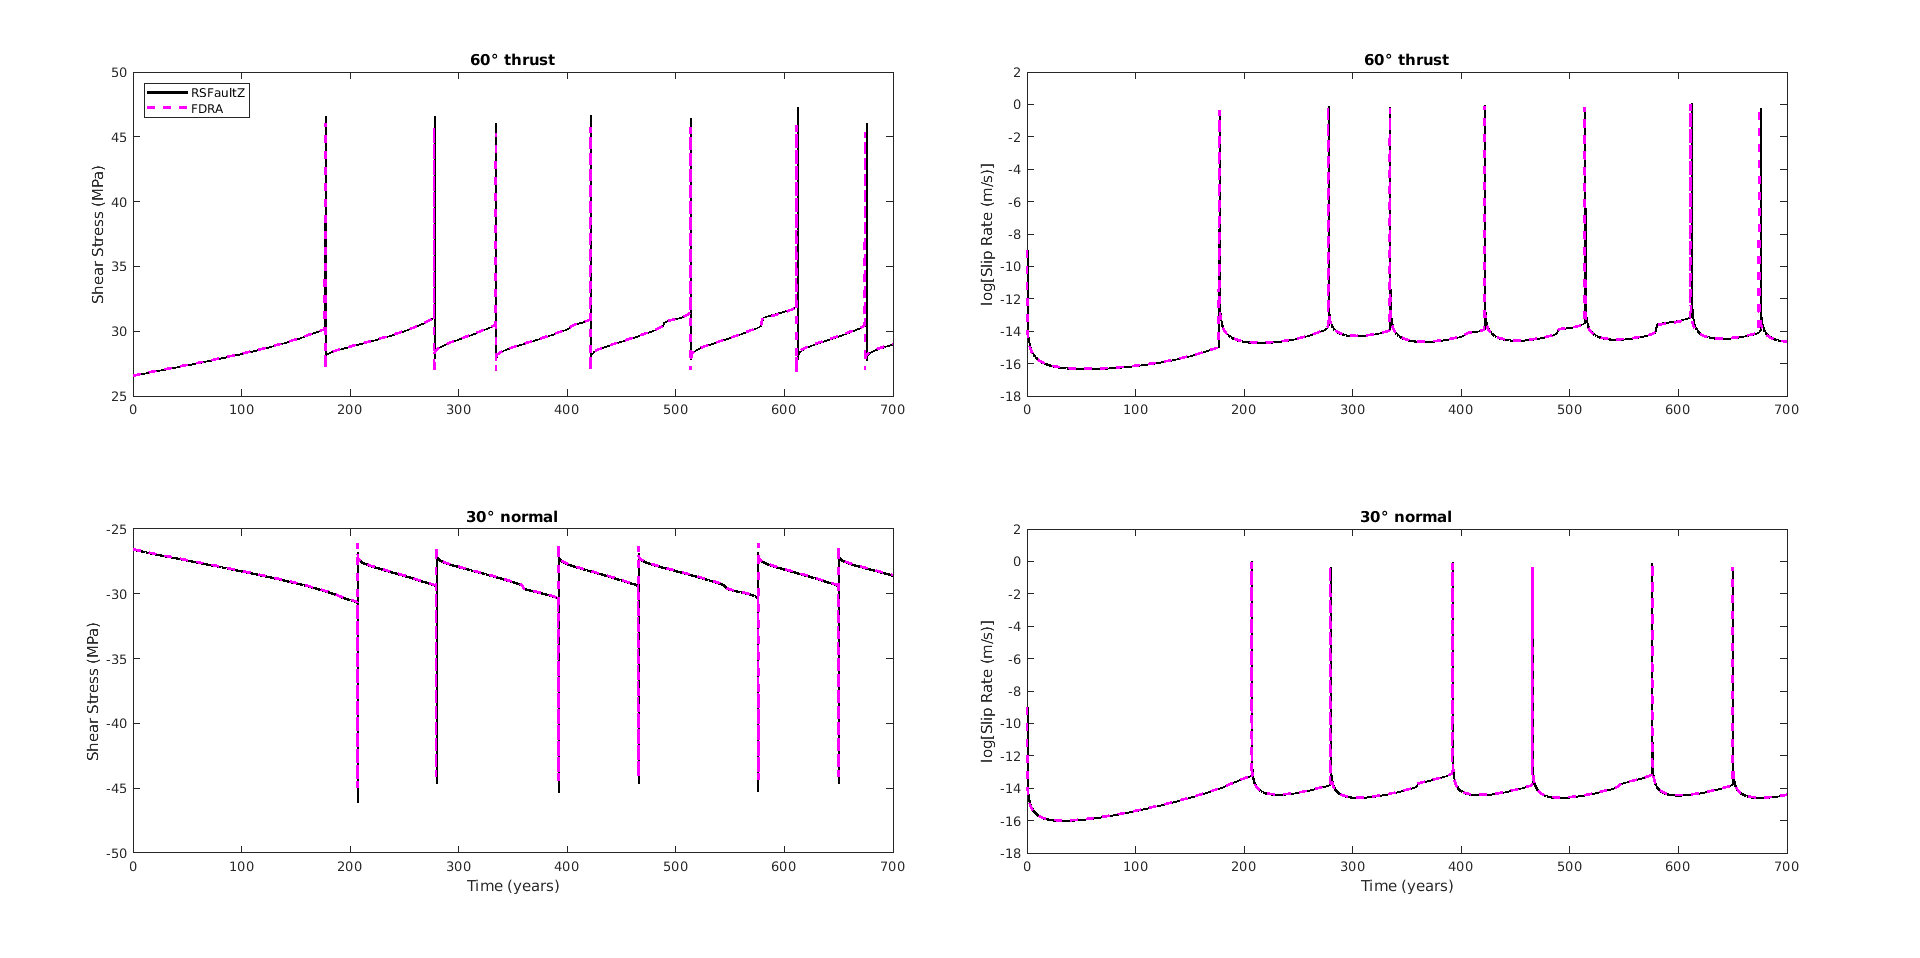 60° thrust
50
45
40
35
30
25
Shear Stress (MPa)
RSFaultZ
FDRA
0 100 200 300 400 500 600 700
60° thrust
2
0
-2
-4
-6
-8
-10
-12
-14
-16
-18
log[Slip Rate (m/s)]
0 100 200 300 400 500 600 700
30° normal
-25
-30
-35
-40
-45
-50
Shear Stress (MPa)
0 100 200 300 400 500 600 700
Time (years)
30° normal
2
0
-2
-4
-6
-8
-10
-12
-14
-16
-18
log[Slip Rate (m/s)]
0 100 200 300 400 500 600 700
Time (years)